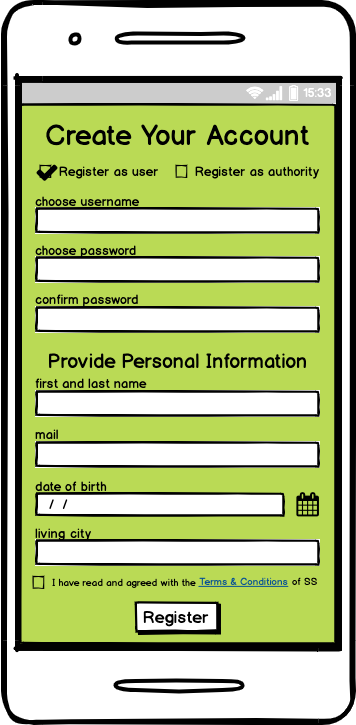 15:33
Create Your Account
Register as user Register as authority
choose username
choose password
confirm password
Provide Personal Information
first and last name
mail
date of birth
/ /
living city
I have read and agreed with the Terms & Conditions of SS
Register